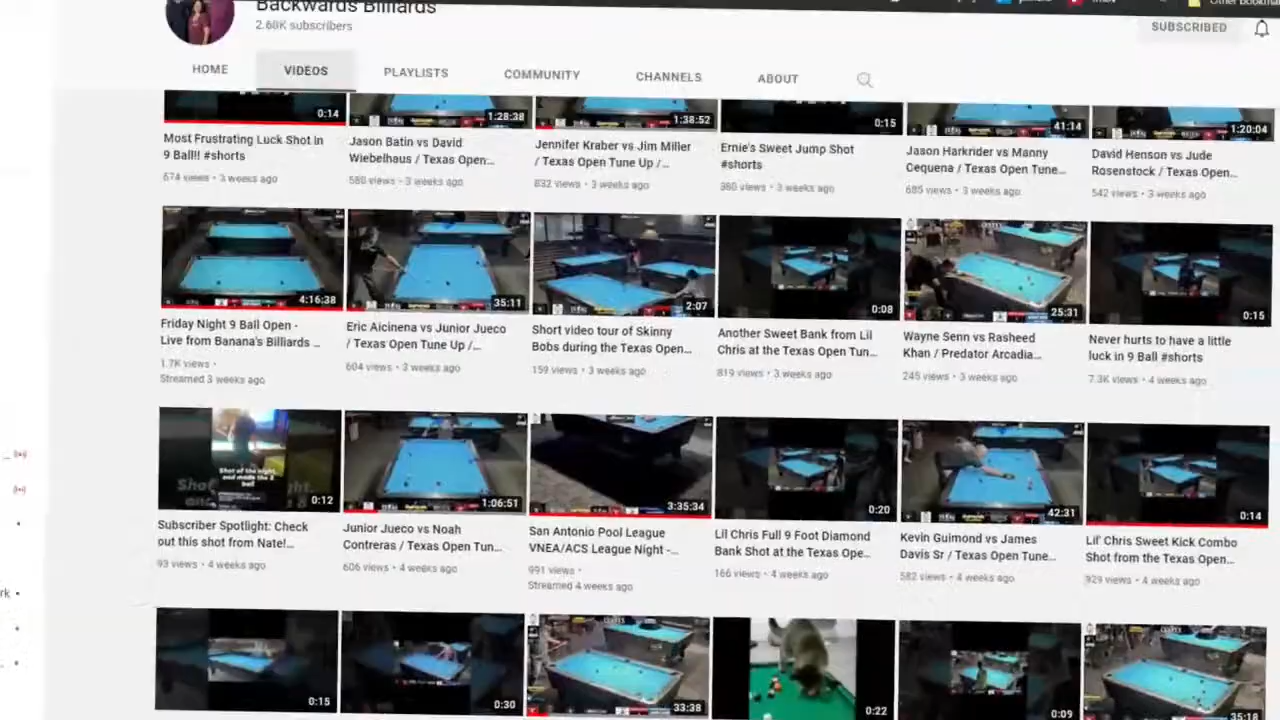 Backwards Billiards
2.68K subscribers
SUBSCRIBED
HOME
VIDEOS
PLAYLISTS
COMMUNITY
CHANNELS
ABOUT
0:14
1:28:38
1:38:52
0:15
41:14
1:20:04
Most Frustrating Luck Shot In
9 Ball!! #shorts
674 views • 3 weeks ago
Jason Batin vs David
Wiebelhaus / Texas Open...
580 views • 3 weeks ago
Jennifer Kraber vs Jim Miller
/ Texas Open Tune Up /...
832 views • 3 weeks ago
Ernie's Sweet Jump Shot
#shorts
380 views • 3 weeks ago
Jason Harkrider vs Manny
Cequena / Texas Open Tune...
685 views • 3 weeks ago
David Henson vs Jude
Rosenstock / Texas Open...
542 views • 3 weeks ago
4:16:38
35:11
2:07
0:08
25:31
0:15
Friday Night 9 Ball Open -
Live from Banana's Billiards ...
1.7K views •
Streamed 3 weeks ago
Eric Aicinena vs Junior Jueco
/ Texas Open Tune Up /...
604 views • 3 weeks ago
Short video tour of Skinny
Bobs during the Texas Open...
159 views • 3 weeks ago
Another Sweet Bank from Lil
Chris at the Texas Open Tun...
819 views • 3 weeks ago
Wayne Senn vs Rasheed
Khan / Predator Arcadia...
245 views • 3 weeks ago
Never hurts to have a little
luck in 9 Ball #shorts
7.3K views • 4 weeks ago
Shot of the night,
and made the 8
ball
0:12
1:06:51
3:35:34
0:20
42:31
0:14
Subscriber Spotlight: Check
out this shot from Nate!...
93 views • 4 weeks ago
Junior Jueco vs Noah
Contreras / Texas Open Tun...
606 views • 4 weeks ago
San Antonio Pool League
VNEA/ACS League Night -...
991 views •
Streamed 4 weeks ago
Lil Chris Full 9 Foot Diamond
Bank Shot at the Texas Ope...
166 views • 4 weeks ago
Kevin Guimond vs James
Davis Sr / Texas Open Tune...
582 views • 4 weeks ago
Lil' Chris Sweet Kick Combo
Shot from the Texas Open...
929 views • 4 weeks ago
0:15
0:30
33:38
0:22
0:09
35:18